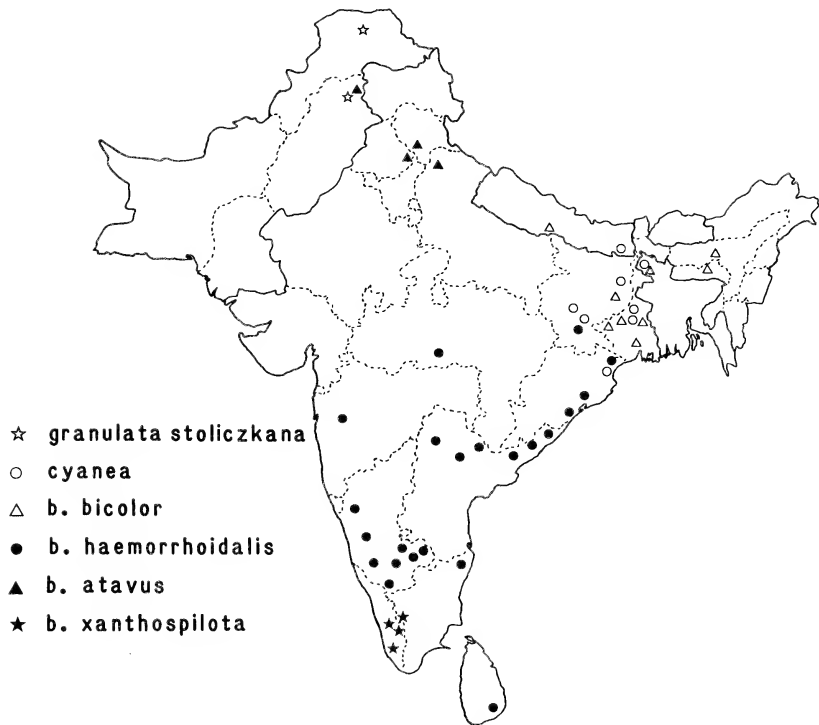 granulata stoliczkana
cyanea
b. bicolor
b. haemorrhoidalis
b. atavus
b. xanthospilota